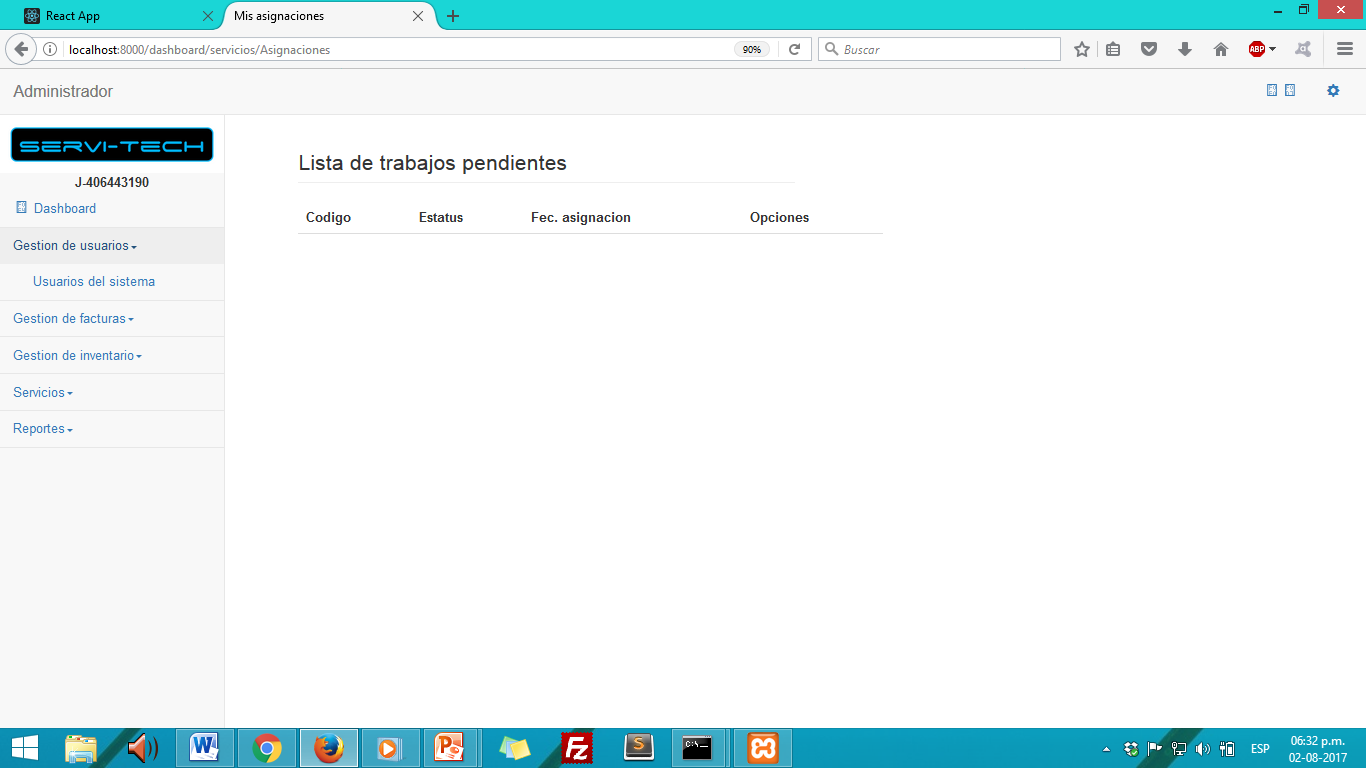 React App
Mis asignaciones
localhost:8000/dashboard/servicios/Asignaciones
90%
Buscar
ABP
Administrador
SERVI-TECH
J-406443190
Dashboard
Gestion de usuarios
Usuarios del sistema
Gestion de facturas
Gestion de inventario
Servicios
Reportes
Lista de trabajos pendientes
Codigo Estatus Fec. asignacion Opciones
ESP
06:32 p.m.
02-08-2017